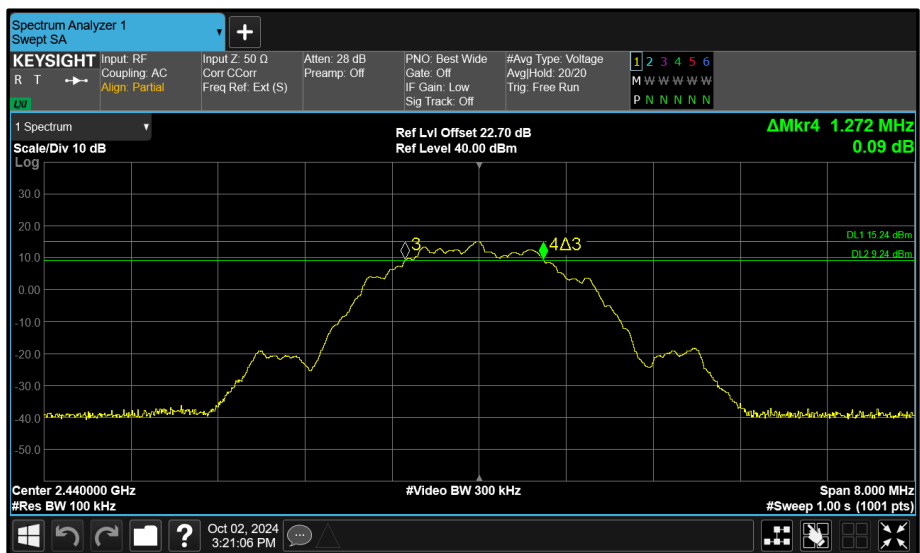 Spectrum Analyzer 1
Swept SA
KEYSIGHT
R T
LXI
Input: RF
Coupling: AC
Align: Partial
Input Z: 50 Ω
Corr CCorr
Freq Ref: Ext (S)
Atten: 28 dB
Preamp: Off
PNO: Best Wide
Gate: Off
IF Gain: Low
Sig Track: Off
#Avg Type: Voltage
Avg|Hold: 20/20
Trig: Free Run
1 2 3 4 5 6
M W W W W W
P N N N N N
1 Spectrum
Scale/Div 10 dB
Log
Ref Lvl Offset 22.70 dB
Ref Level 40.00 dBm
ΔMkr4 1.272 MHz
0.09 dB
30.0
20.0
10.0
0.00
-10.0
-20.0
-30.0
-40.0
-50.0
3
4Δ3
DL1 15.24 dBm
DL2 9.24 dBm
Center 2.440000 GHz
#Res BW 100 kHz
#Video BW 300 kHz
Span 8.000 MHz
#Sweep 1.00 s (1001 pts)
?
Oct 02, 2024
3:21:06 PM